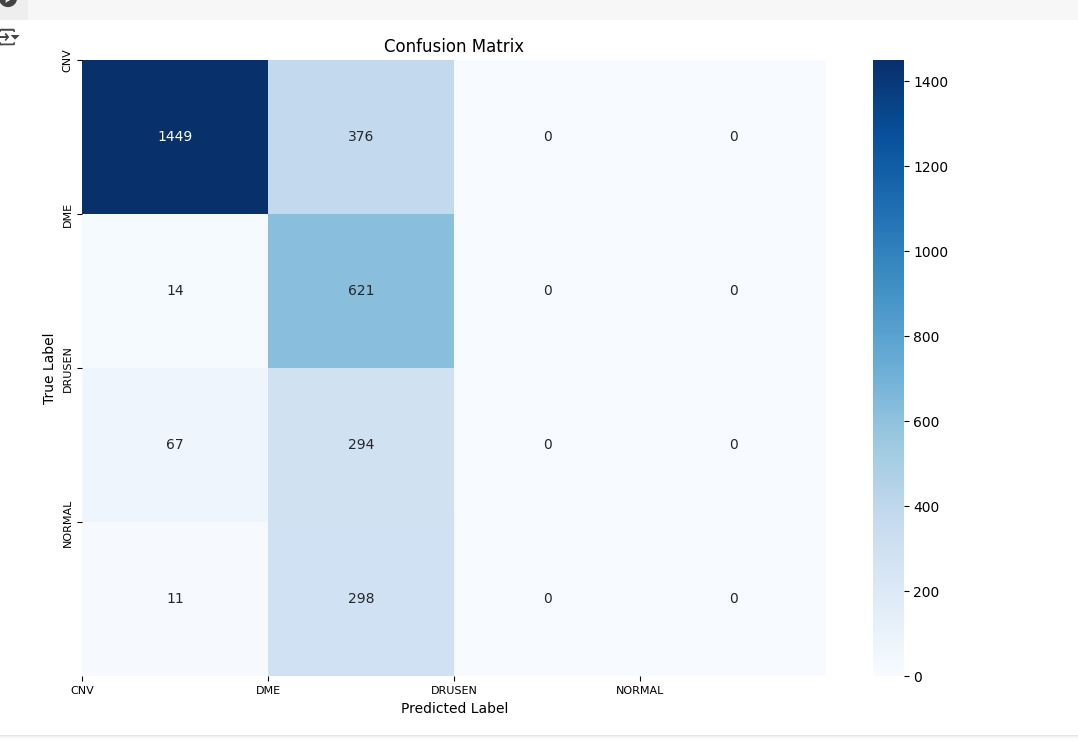 Confusion Matrix
CNV
1449 376 0 0
DME
14 621 0 0
True Label
DRUSEN
67 294 0 0
NORMAL
11 298 0 0
CNV DME DRUSEN NORMAL
Predicted Label
1400
1200
1000
800
600
400
200
0